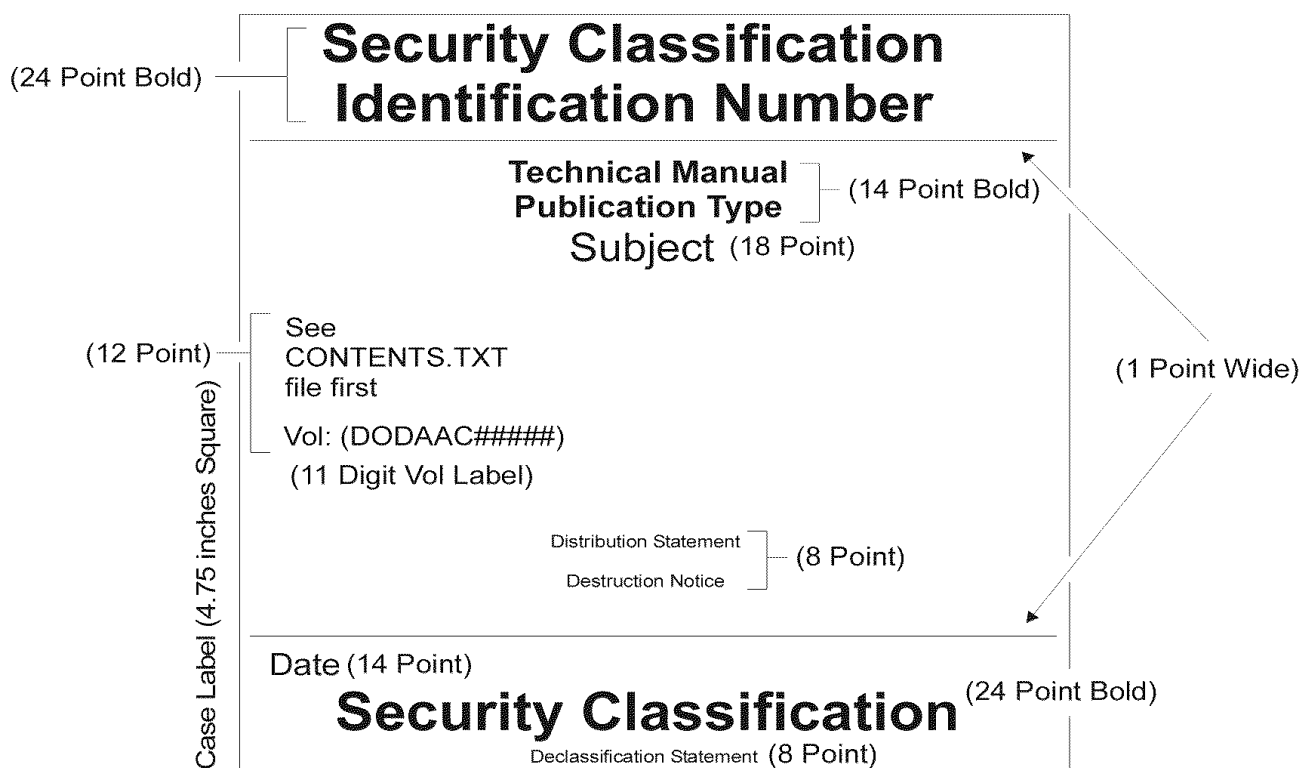 Security Classification
(24 Point Bold)
Identification Number
Technical Manual
Publication Type
(14 Point Bold)
Subject (18 Point)
See
CONTENTS.TXT
file first
(12 Point)
(1 Point Wide)
Vol: (DODAAC#####)
(11 Digit Vol Label)
Case Label (4.75 inches Square)
Distribution Statement
Destruction Notice
(8 Point)
Date (14 Point)
Security Classification
(24 Point Bold)
Declassification Statement (8 Point)